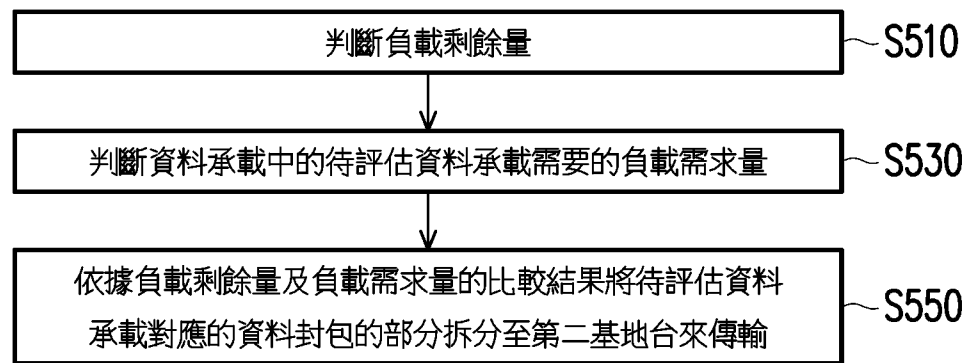 判斷負載剩餘量
S510
判斷資料承載中的待評估資料承載需要的負載需求量
S530
依據負載剩餘量及負載需求量的比較結果將待評估資料
承載對應的資料封包的部分拆分至第二基地台來傳輸
S550